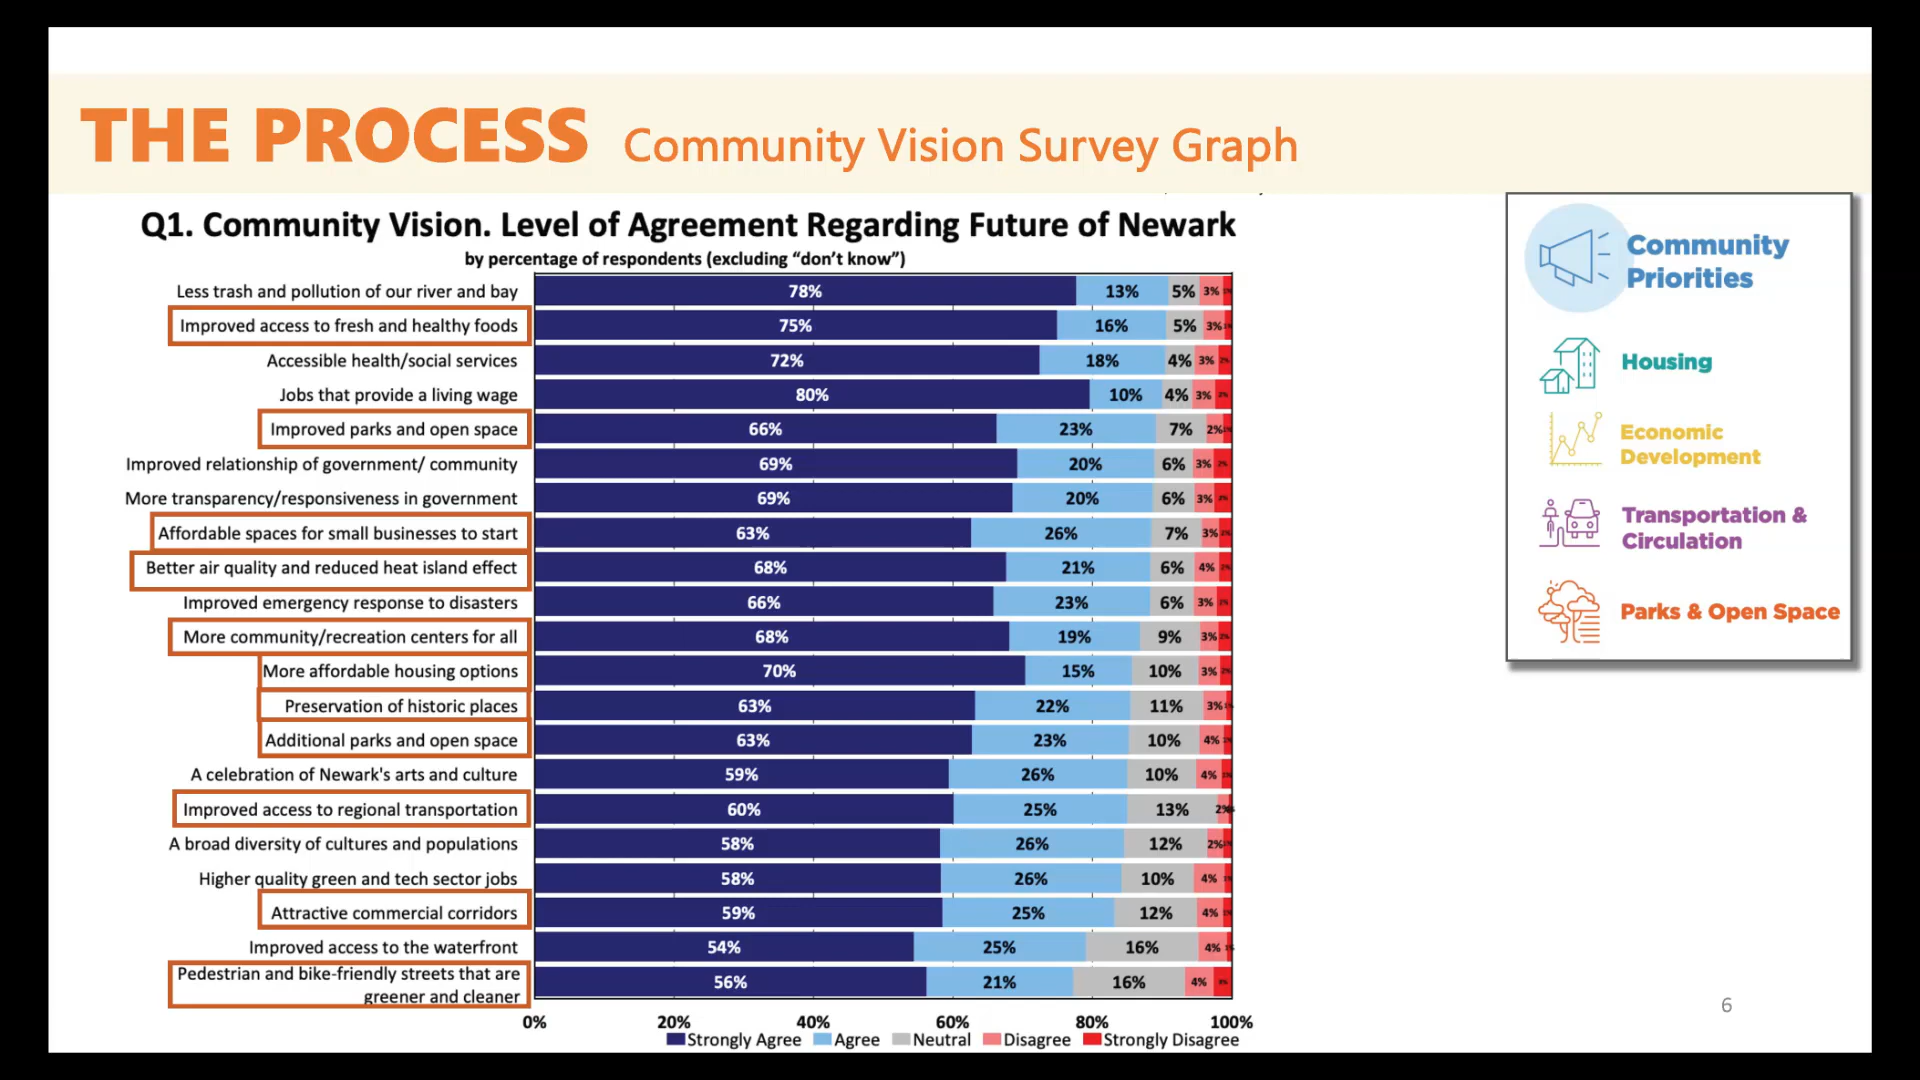 THE PROCESS Community Vision Survey Graph
Q1. Community Vision. Level of Agreement Regarding Future of Newark
by percentage of respondents (excluding “don’t know”)
Less trash and pollution of our river and bay 78% 13% 5% 3%
Improved access to fresh and healthy foods 75% 16% 5% 3%
Accessible health/social services 72% 18% 4% 3%
Jobs that provide a living wage 80% 10% 4% 3%
Improved parks and open space 66% 23% 7% 2%
Improved relationship of government/ community 69% 20% 6% 3%
More transparency/responsiveness in government 69% 20% 6% 3%
Affordable spaces for small businesses to start 63% 26% 7% 3%
Better air quality and reduced heat island effect 68% 21% 6% 4%
Improved emergency response to disasters 66% 23% 6% 3%
More community/recreation centers for all 68% 19% 9% 3%
More affordable housing options 70% 15% 10% 3%
Preservation of historic places 63% 22% 11% 3%
Additional parks and open space 63% 23% 10% 4%
A celebration of Newark's arts and culture 59% 26% 10% 4%
Improved access to regional transportation 60% 25% 13% 2%
A broad diversity of cultures and populations 58% 26% 12% 2%
Higher quality green and tech sector jobs 58% 26% 10% 4%
Attractive commercial corridors 59% 25% 12% 4%
Improved access to the waterfront 54% 25% 16% 4%
Pedestrian and bike-friendly streets that are
greener and cleaner 56% 21% 16% 4%
0% 20% 40% 60% 80% 100%
Strongly Agree Agree Neutral Disagree Strongly Disagree
Community
Priorities
Housing
Economic
Development
Transportation &
Circulation
Parks & Open Space
6